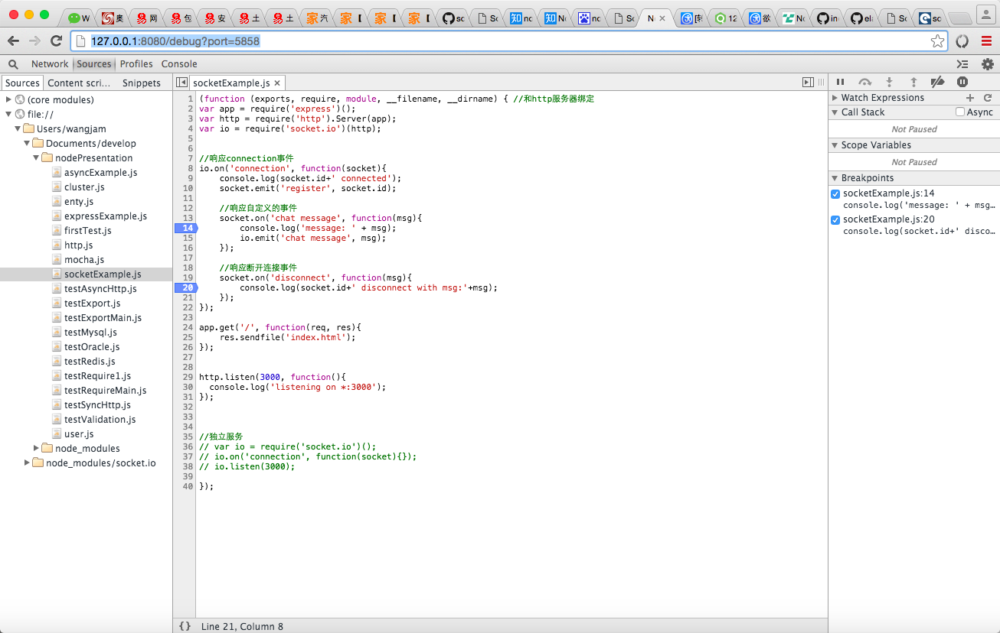 W
奥
网
包
安
土
土
汽
【
【
【
sc
Sc
nc
No
nc
Sc
N
[转
12
欲
No
in
ela
Sc
sc
127.0.0.1:8080/debug?port=5858
Network Sources Profiles Console
Sources Content scri... Snippets
socketExample.js
(core modules)
file://
Users/wangjam
Documents/develop
nodePresentation
asyncExample.js
cluster.js
enty.js
expressExample.js
firstTest.js
http.js
mocha.js
socketExample.js
testAsyncHttp.js
testExport.js
testExportMain.js
testMysql.js
testOracle.js
testRedis.js
testRequire1.js
testRequireMain.js
testSyncHttp.js
testValidation.js
user.js
node_modules
node_modules/socket.io
1 (function (exports, require, module, __filename, __dirname) { //和http服务器绑定
2 var app = require('express')();
3 var http = require('http').Server(app);
4 var io = require('socket.io')(http);
5
6
7 //响应connection事件
8 io.on('connection', function(socket){
9 console.log(socket.id+' connected');
10 socket.emit('register', socket.id);
11
12 //响应自定义的事件
13 socket.on('chat message', function(msg){
14 console.log('message: ' + msg);
15 io.emit('chat message', msg);
16 });
17
18 //响应断开连接事件
19 socket.on('disconnect', function(msg){
20 console.log(socket.id+' disconnect with msg:'+msg);
21 });
22 });
23
24 app.get('/', function(req, res){
25 res.sendfile('index.html');
26 });
27
28
29 http.listen(3000, function(){
30 console.log('listening on *:3000');
31 });
32
33
34
35 //独立服务
36 // var io = require('socket.io')();
37 // io.on('connection', function(socket){});
38 // io.listen(3000);
39
40 });
{} Line 21, Column 8
Watch Expressions
Call Stack Async
Not Paused
Scope Variables
Not Paused
Breakpoints
socketExample.js:14
console.log('message: ' + msg...
socketExample.js:20
console.log(socket.id+' disco...